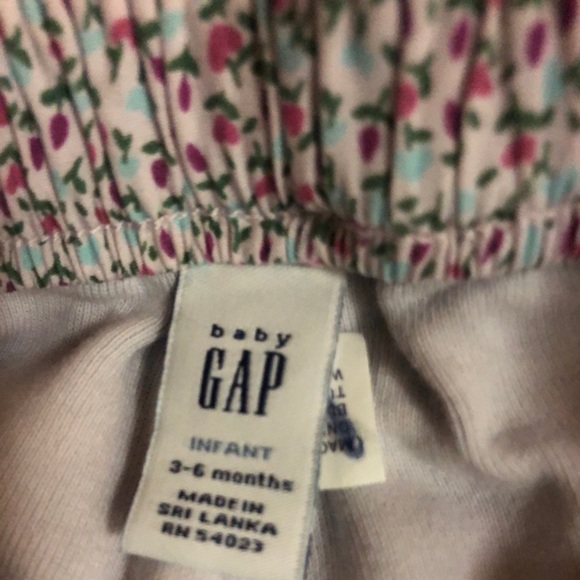 baby
GAP
INFANT
3-6 months
MADE IN
SRI LANKA
RN 54023